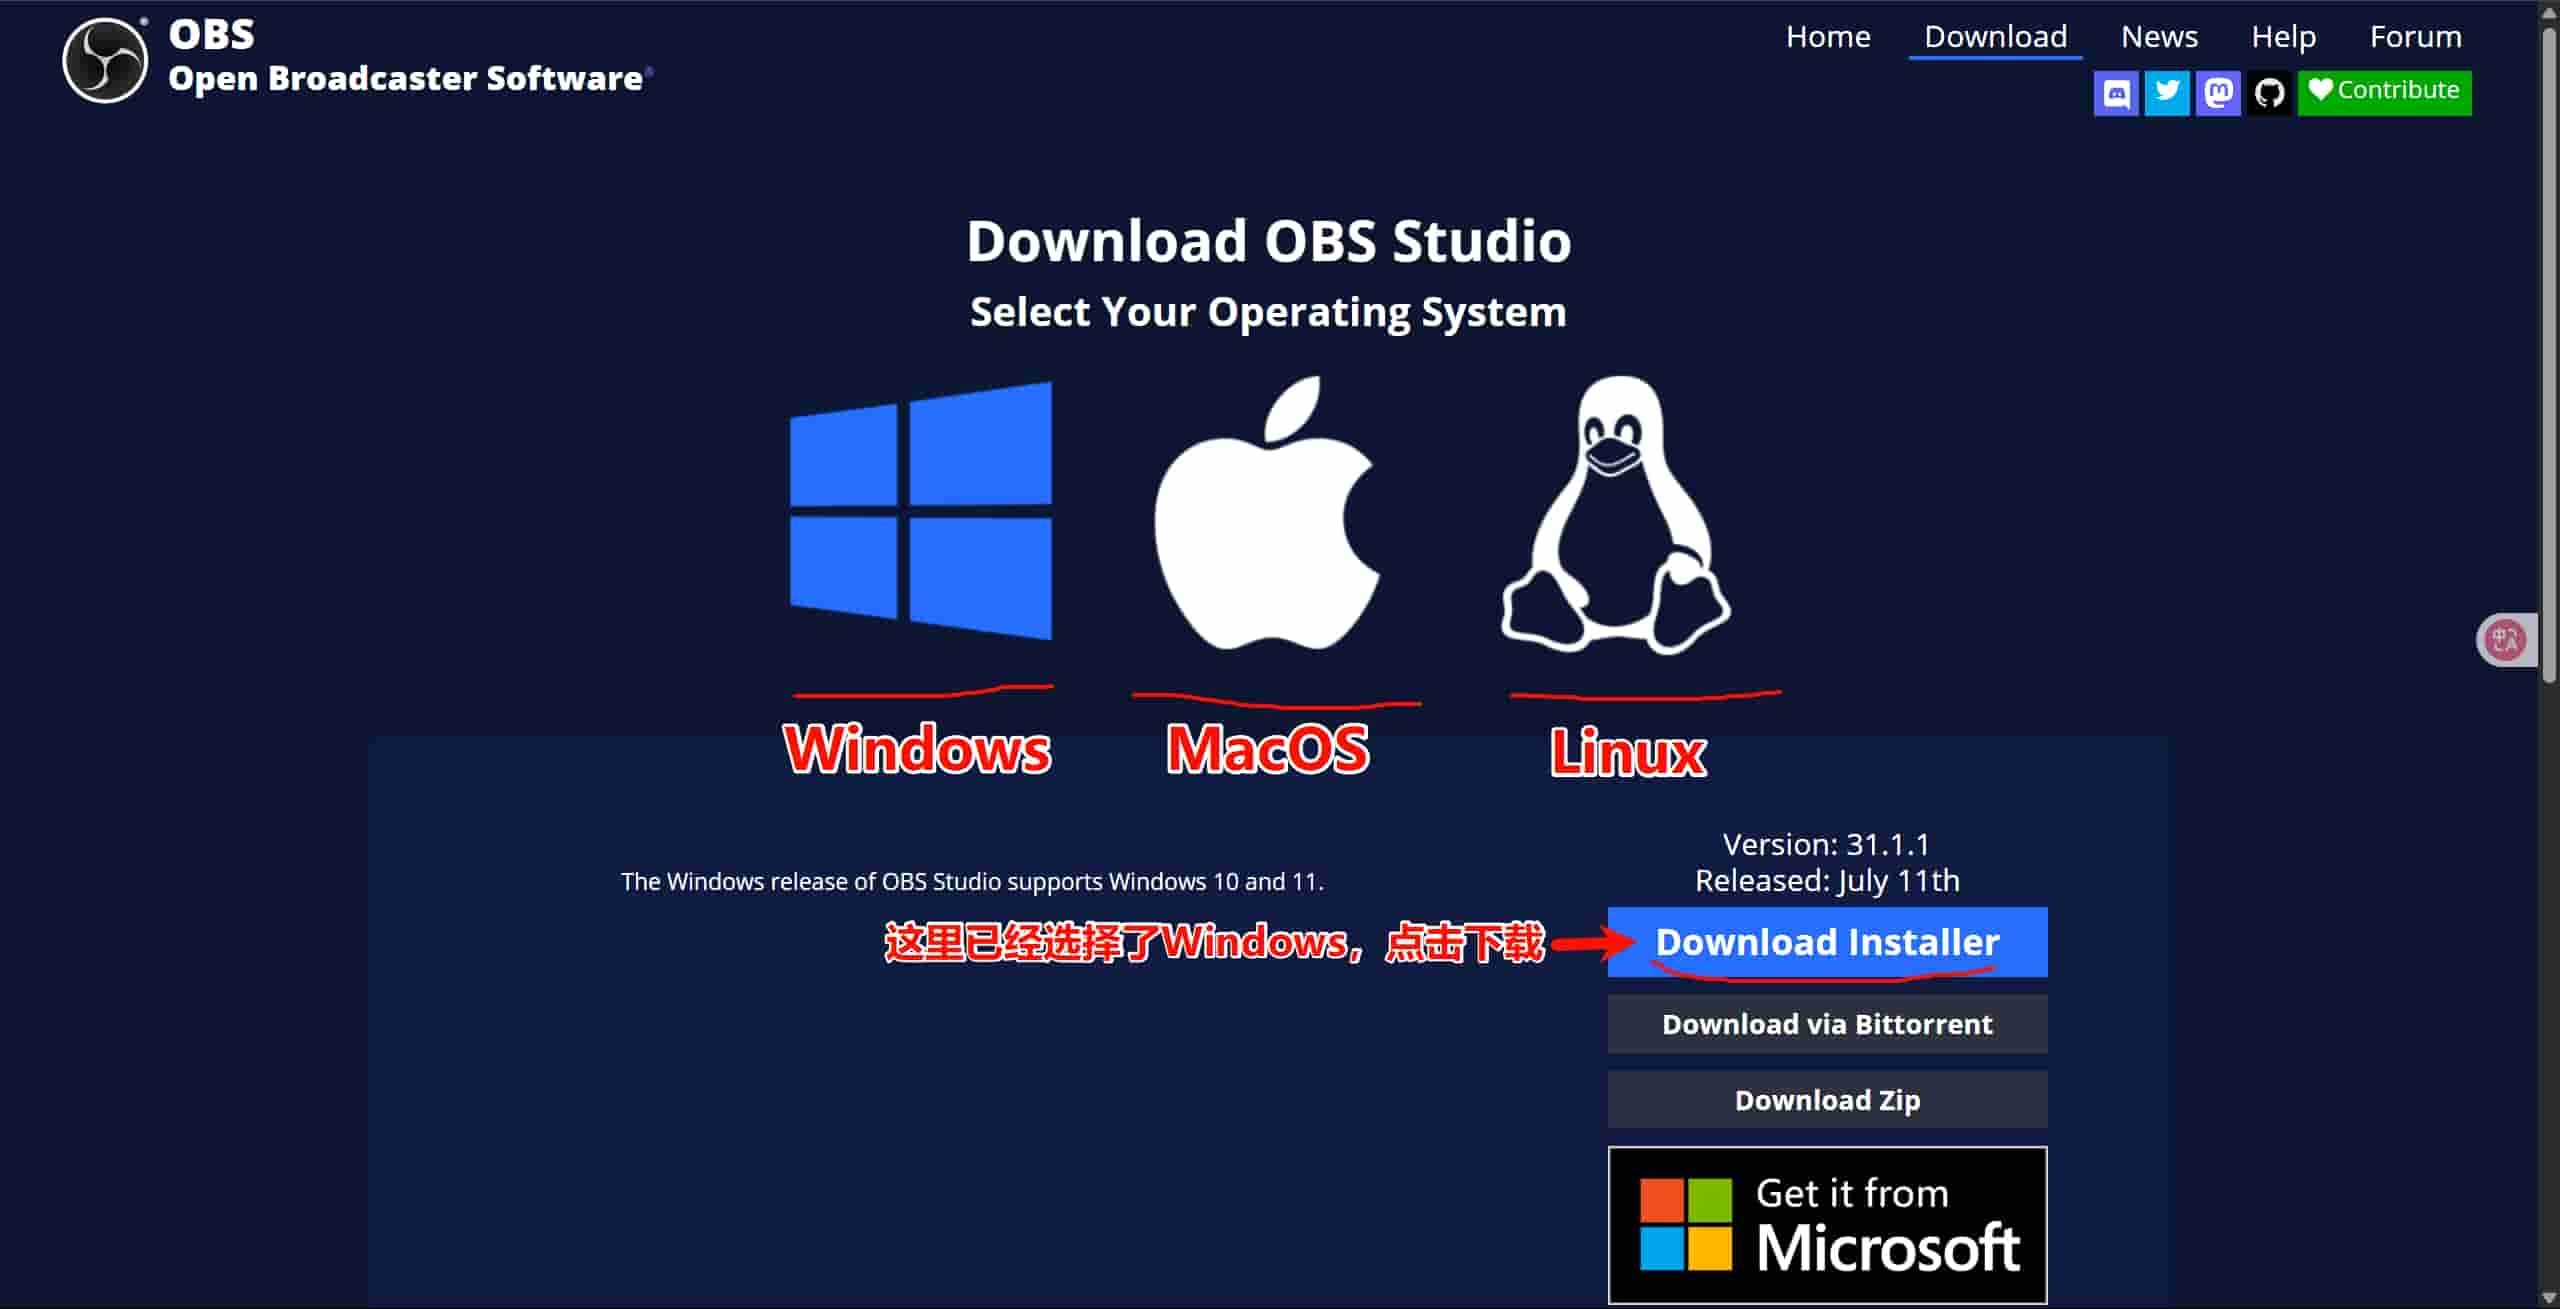 OBS
Open Broadcaster Software
Home Download News Help Forum
Contribute
Download OBS Studio
Select Your Operating System
Windows MacOS Linux
Version: 31.1.1
Released: July 11th
The Windows release of OBS Studio supports Windows 10 and 11.
这里已经选择了Windows，点击下载
Download Installer
Download via Bittorrent
Download Zip
Get it from
Microsoft